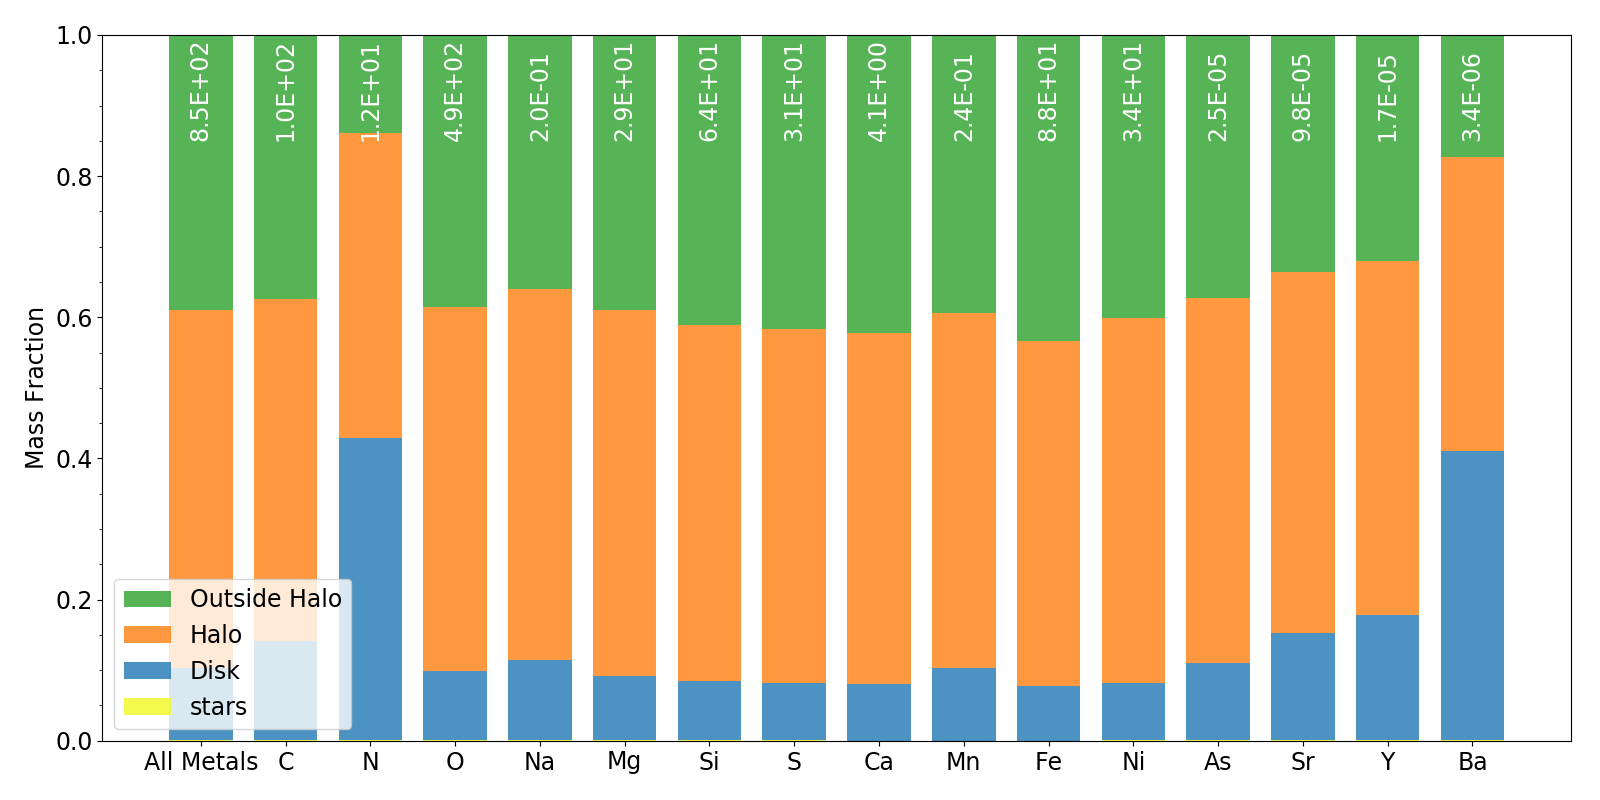 1.0
0.8
0.6
0.4
0.2
0.0
Mass Fraction
8.5E+02
1.0E+02
1.2E+01
4.9E+02
2.0E-01
2.9E+01
6.4E+01
3.1E+01
4.1E+00
2.4E-01
8.8E+01
3.4E+01
2.5E-05
9.8E-05
1.7E-05
3.4E-06
Outside Halo
Halo
Disk
stars
All Metals C N O Na Mg Si S Ca Mn Fe Ni As Sr Y Ba